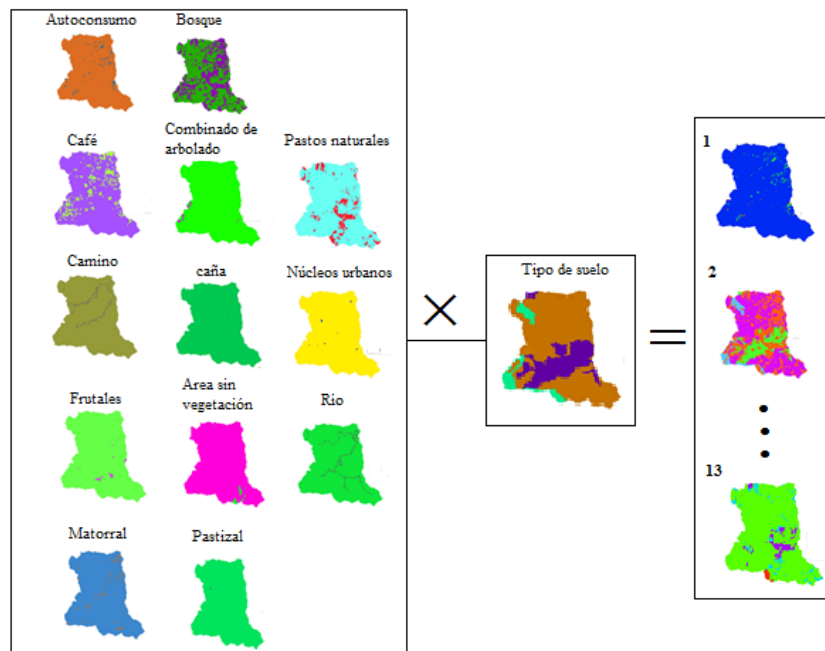 Autoconsumo
Bosque
Café
Combinado de
arbolado
Pastos naturales
Camino
caña
Núcleos urbanos
Frutales
Area sin
vegetación
Rio
Matorral
Pastizal
×
Tipo de suelo
=
1
2
13